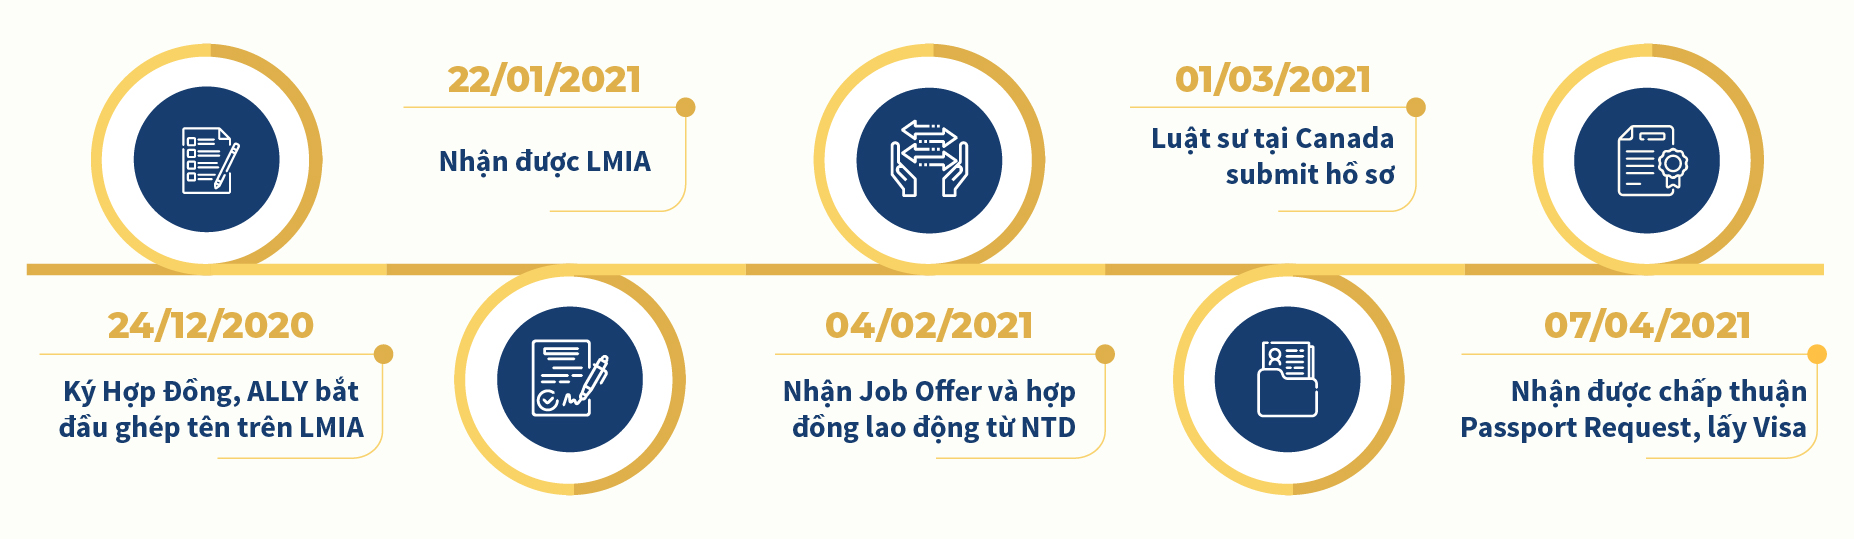 24/12/2020
Ký Hợp Đồng, ALLY bắt
đầu ghép tên trên LMIA
22/01/2021
Nhận được LMIA
04/02/2021
Nhận Job Offer và hợp
đồng lao động từ NTD
01/03/2021
Luật sư tại Canada
submit hồ sơ
07/04/2021
Nhận được chấp thuận
Passport Request, lấy Visa